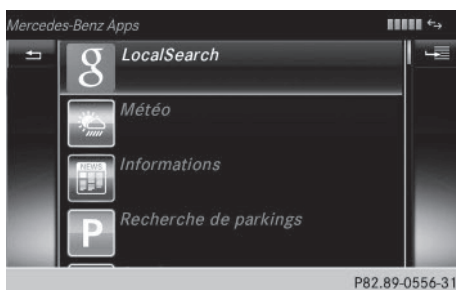 Mercedes-Benz Apps
g LocalSearch
Météo
NEWS
Informations
P Recherche de parkings
P82.89-0556-31